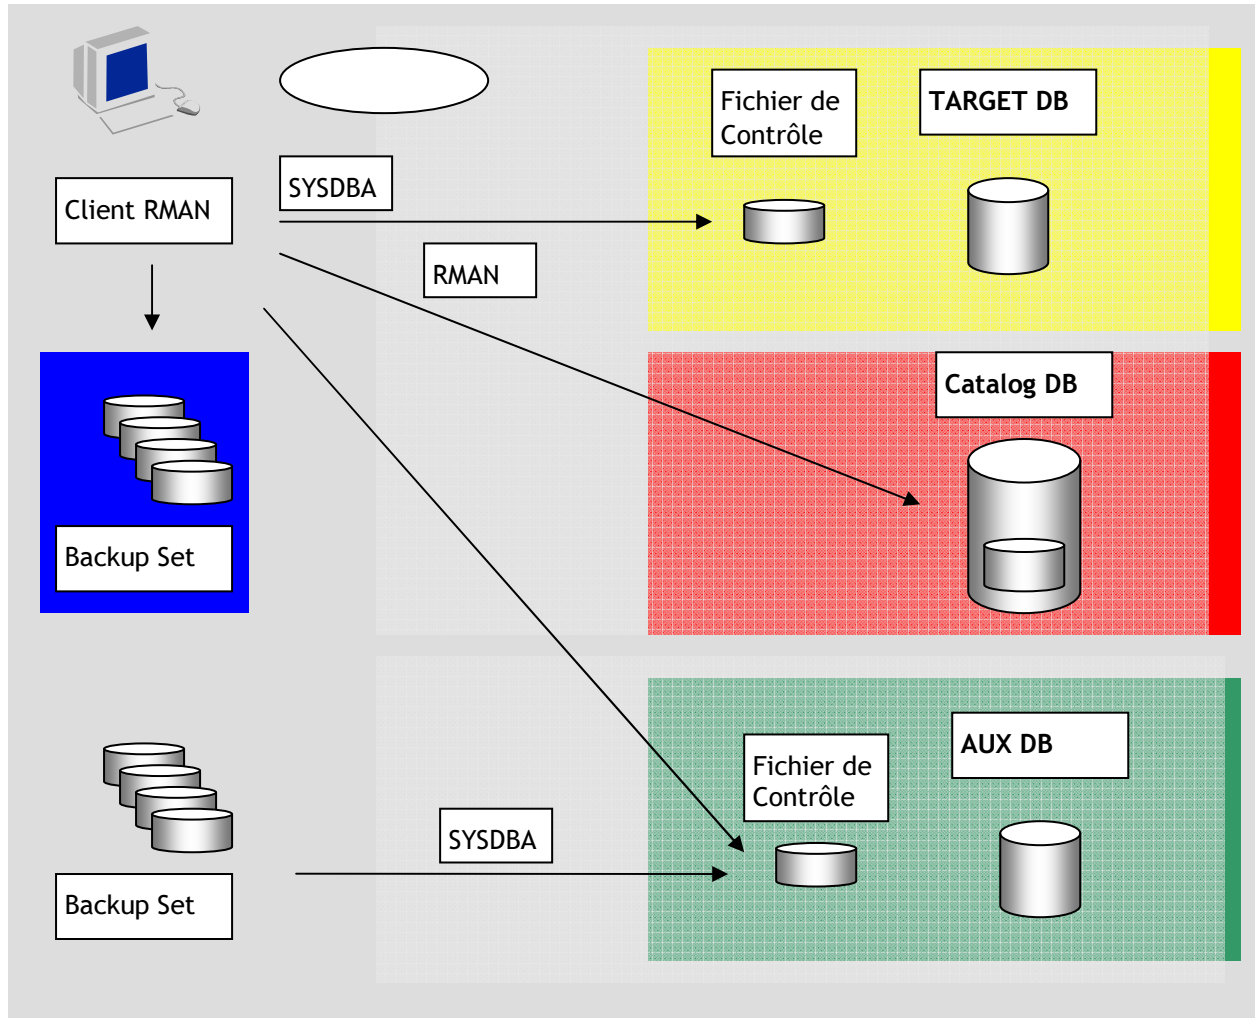 Fichier de
Contrôle
TARGET DB
SYSDBA
Client RMAN
RMAN
Catalog DB
Backup Set
AUX DB
Fichier de
Contrôle
SYSDBA
Backup Set